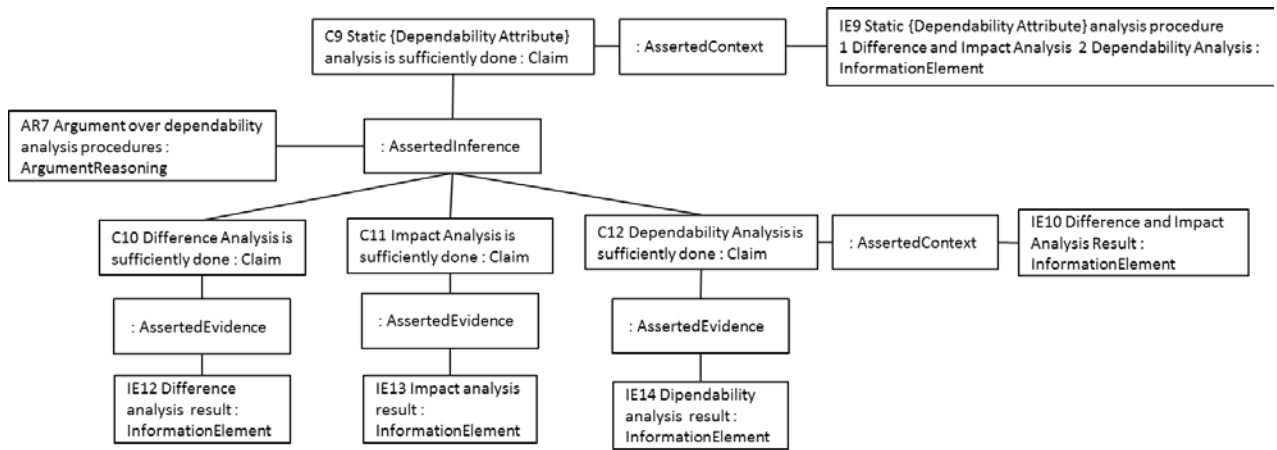 C9 Static {Dependability Attribute}
analysis is sufficiently done : Claim
: AssertedContext
IE9 Static {Dependability Attribute} analysis procedure
1 Difference and Impact Analysis  2 Dependability Analysis :
InformationElement
AR7 Argument over dependability
analysis procedures :
ArgumentReasoning
: AssertedInference
C10 Difference Analysis is
sufficiently done : Claim
C11 Impact Analysis is
sufficiently done : Claim
C12 Dependability Analysis is
sufficiently done : Claim
: AssertedContext
IE10 Difference and Impact
Analysis Result :
InformationElement
: AssertedEvidence
: AssertedEvidence
: AssertedEvidence
IE12 Difference
analysis result :
InformationElement
IE13 Impact analysis
result :
InformationElement
IE14 Dipendability
analysis result :
InformationElement